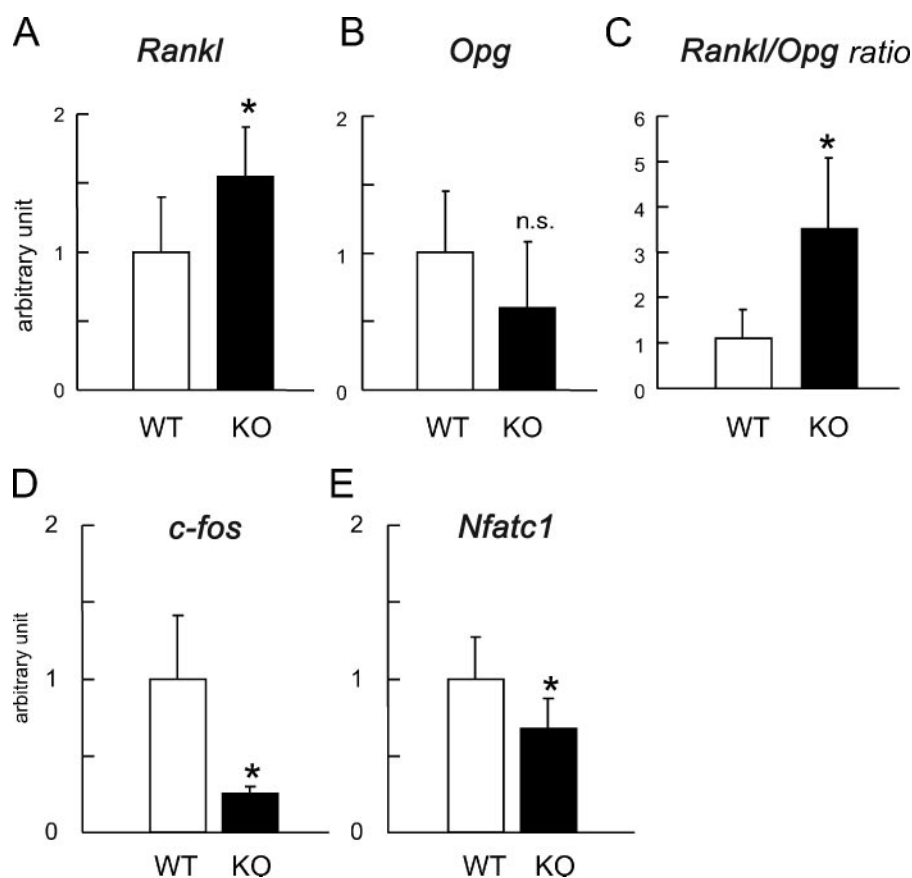 A
Rankl
*
2
1
0
arbitrary unit
WT
KO
B
Opg
n.s.
2
1
0
WT
KO
C
Rankl/Opg ratio
*
6
5
4
3
2
1
0
WT
KO
D
c-fos
*
2
1
0
arbitrary unit
WT
KO
E
Nfatc1
*
2
1
0
WT
KO